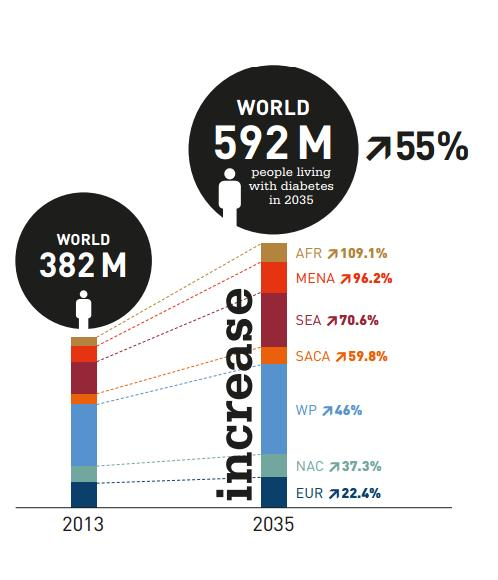 WORLD
592 M
people living
with diabetes
in 2035
↗55%
WORLD
382 M
increase
AFR ↗109.1%
MENA ↗96.2%
SEA ↗70.6%
SACA ↗59.8%
WP ↗46%
NAC ↗37.3%
EUR ↗22.4%
2013
2035